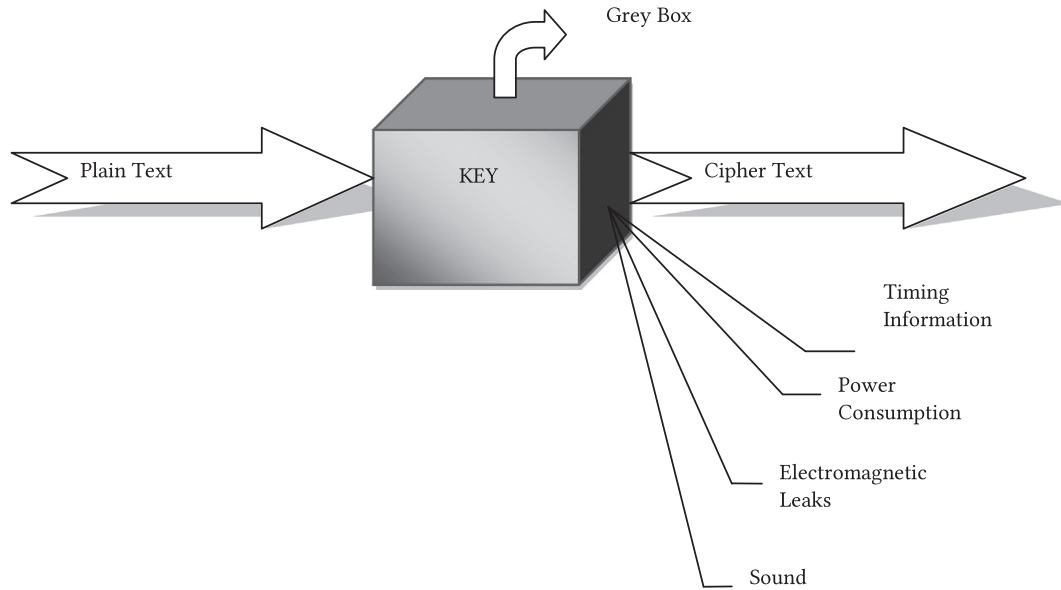 Grey Box
Plain Text
KEY
Cipher Text
Timing
Information
Power
Consumption
Electromagnetic
Leaks
Sound